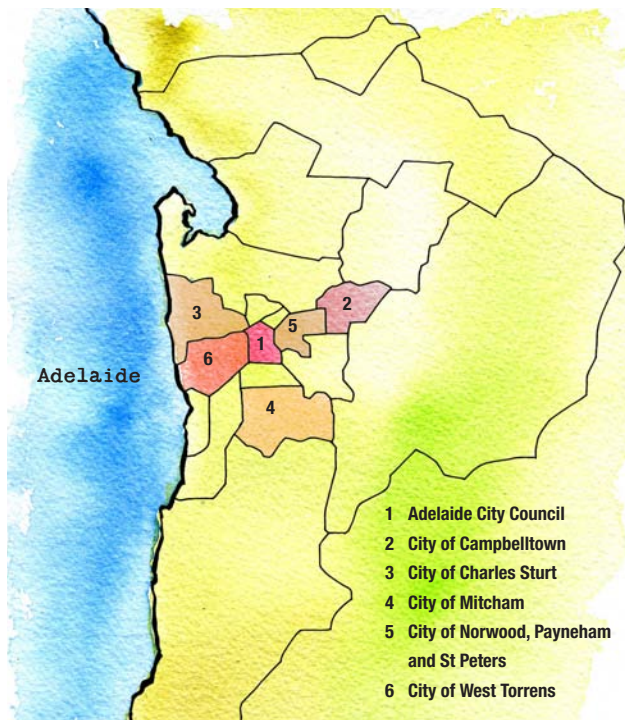 3
2
5
1
6
Adelaide
4
1 Adelaide City Council
2 City of Campbelltown
3 City of Charles Sturt
4 City of Mitcham
5 City of Norwood, Payneham
and St Peters
6 City of West Torrens